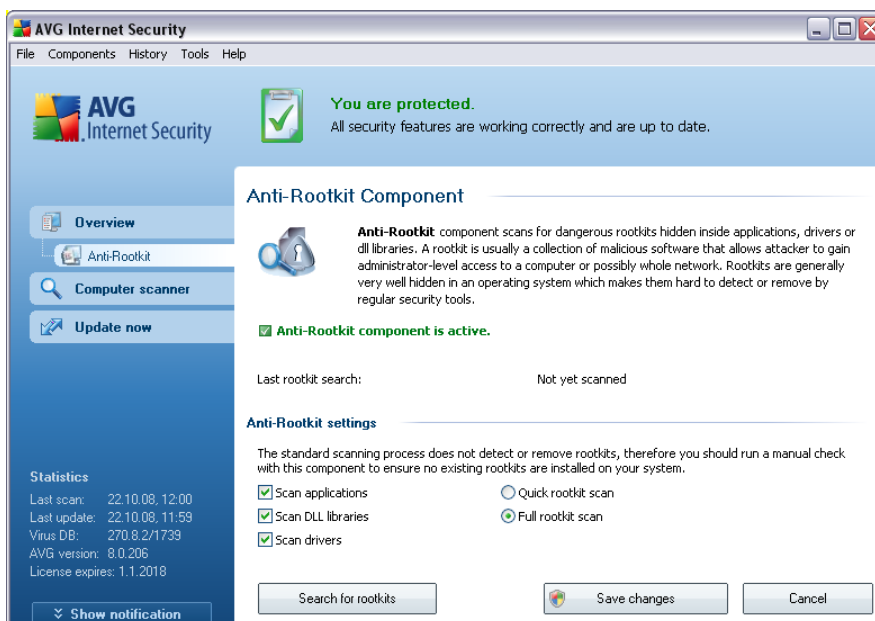 AVG Internet Security
File Components History Tools Help
AVG
Internet Security
You are protected.
All security features are working correctly and are up to date.
Overview
Anti-Rootkit
Computer scanner
Update now
Anti-Rootkit Component
Anti-Rootkit component scans for dangerous rootkits hidden inside applications, drivers or
dll libraries. A rootkit is usually a collection of malicious software that allows attacker to gain
administrator-level access to a computer or possibly whole network. Rootkits are generally
very well hidden in an operating system which makes them hard to detect or remove by
regular security tools.
Anti-Rootkit component is active.
Last rootkit search: Not yet scanned
Anti-Rootkit settings
The standard scanning process does not detect or remove rootkits, therefore you should run a manual check
with this component to ensure no existing rootkits are installed on your system.
Scan applications Quick rootkit scan
Scan DLL libraries Full rootkit scan
Scan drivers
Search for rootkits Save changes Cancel
Statistics
Last scan: 22.10.08, 12:00
Last update: 22.10.08, 11:59
Virus DB: 270.8.2/1739
AVG version: 8.0.206
License expires: 1.1.2018
Show notification